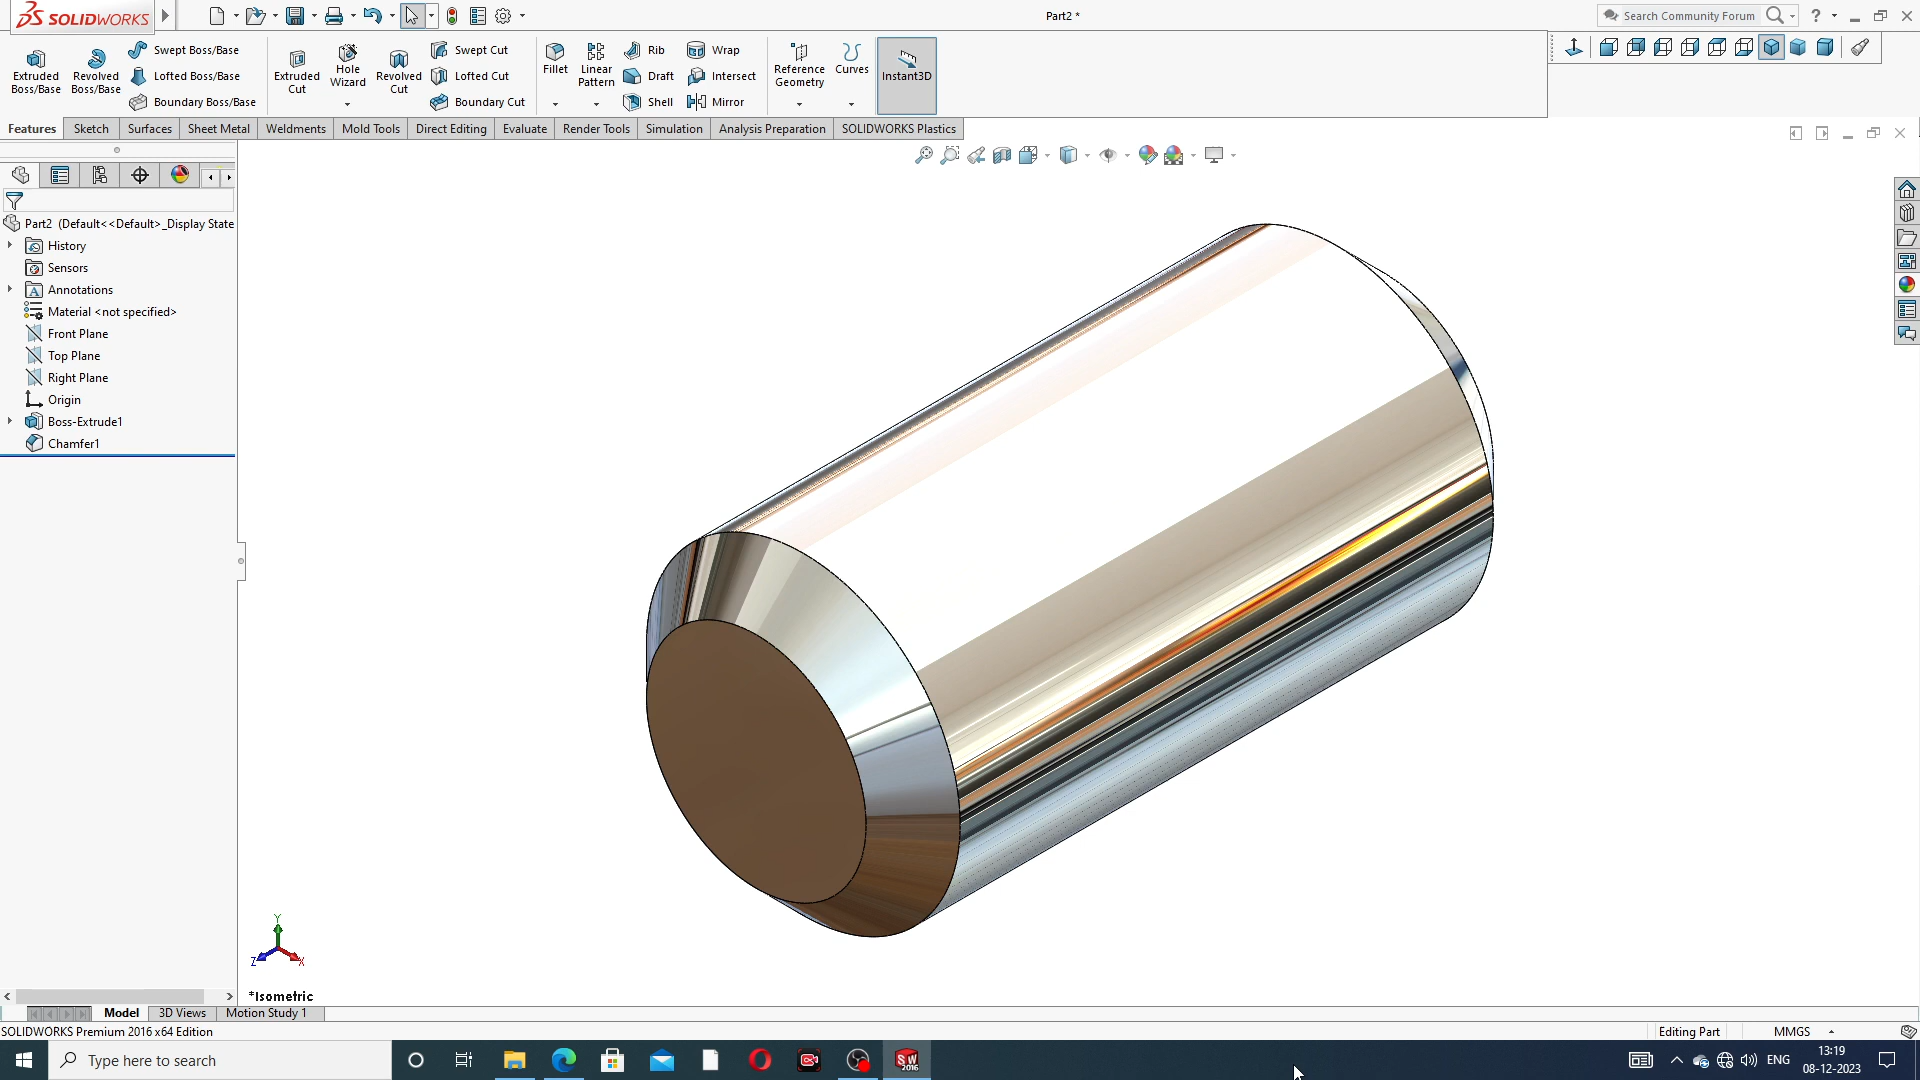 SOLIDWORKS
Part2 *
Search Community Forum
?
Extruded Boss/Base
Revolved Boss/Base
Swept Boss/Base
Lofted Boss/Base
Boundary Boss/Base
Extruded Cut
Hole Wizard
Revolved Cut
Swept Cut
Lofted Cut
Boundary Cut
Fillet
Linear Pattern
Rib
Draft
Shell
Wrap
Intersect
Mirror
Reference Geometry
Curves
Instant3D
Features
Sketch
Surfaces
Sheet Metal
Weldments
Mold Tools
Direct Editing
Evaluate
Render Tools
Simulation
Analysis Preparation
SOLIDWORKS Plastics
Part2 (Default<<Default>_Display State
History
Sensors
A Annotations
Material <not specified>
Front Plane
Top Plane
Right Plane
Origin
Boss-Extrude1
Chamfer1
Y
Z
X
*Isometric
Model
3D Views
Motion Study 1
SOLIDWORKS Premium 2016 x64 Edition
Editing Part
MMGS
Type here to search
SW
2016
ENG
13:19
08-12-2023